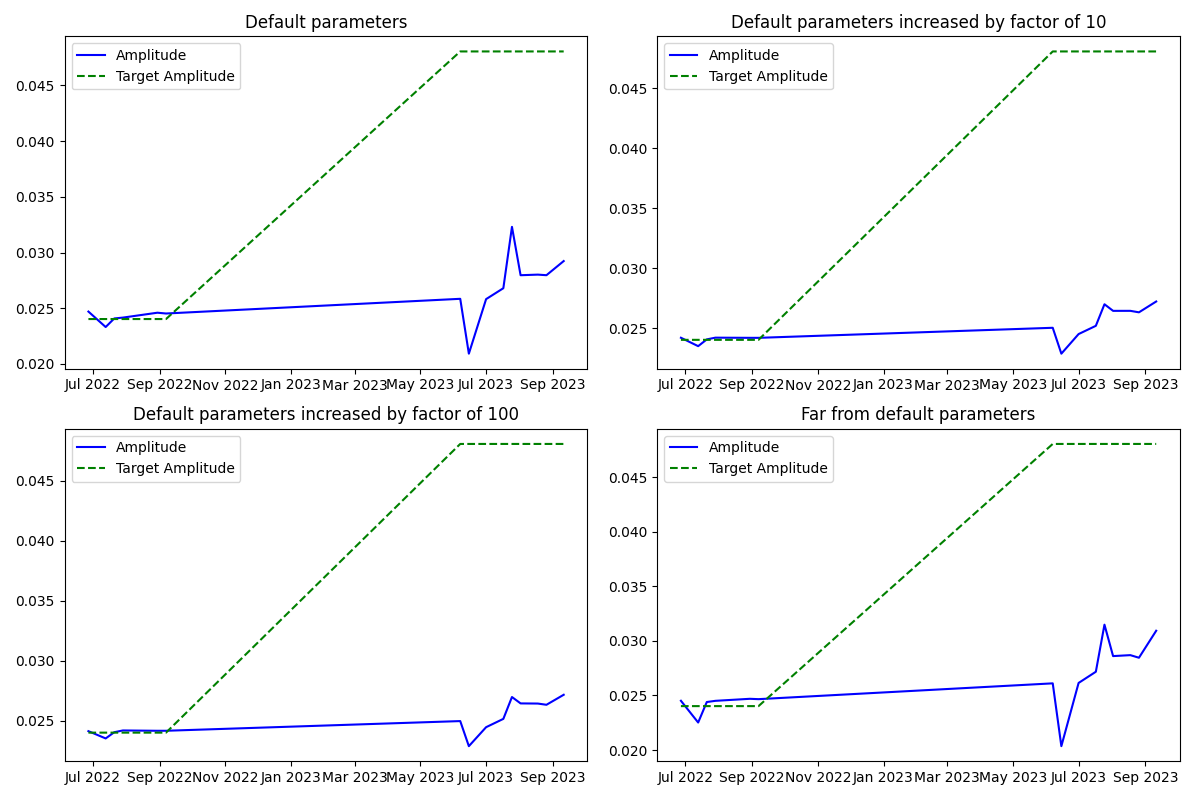 Default parameters
Amplitude
Target Amplitude
0.045
0.040
0.035
0.030
0.025
0.020
Jul 2022 Sep 2022 Nov 2022 Jan 2023 Mar 2023 May 2023 Jul 2023 Sep 2023
Default parameters increased by factor of 10
Amplitude
Target Amplitude
0.045
0.040
0.035
0.030
0.025
Jul 2022 Sep 2022 Nov 2022 Jan 2023 Mar 2023 May 2023 Jul 2023 Sep 2023
Default parameters increased by factor of 100
Amplitude
Target Amplitude
0.045
0.040
0.035
0.030
0.025
Jul 2022 Sep 2022 Nov 2022 Jan 2023 Mar 2023 May 2023 Jul 2023 Sep 2023
Far from default parameters
Amplitude
Target Amplitude
0.045
0.040
0.035
0.030
0.025
0.020
Jul 2022 Sep 2022 Nov 2022 Jan 2023 Mar 2023 May 2023 Jul 2023 Sep 2023